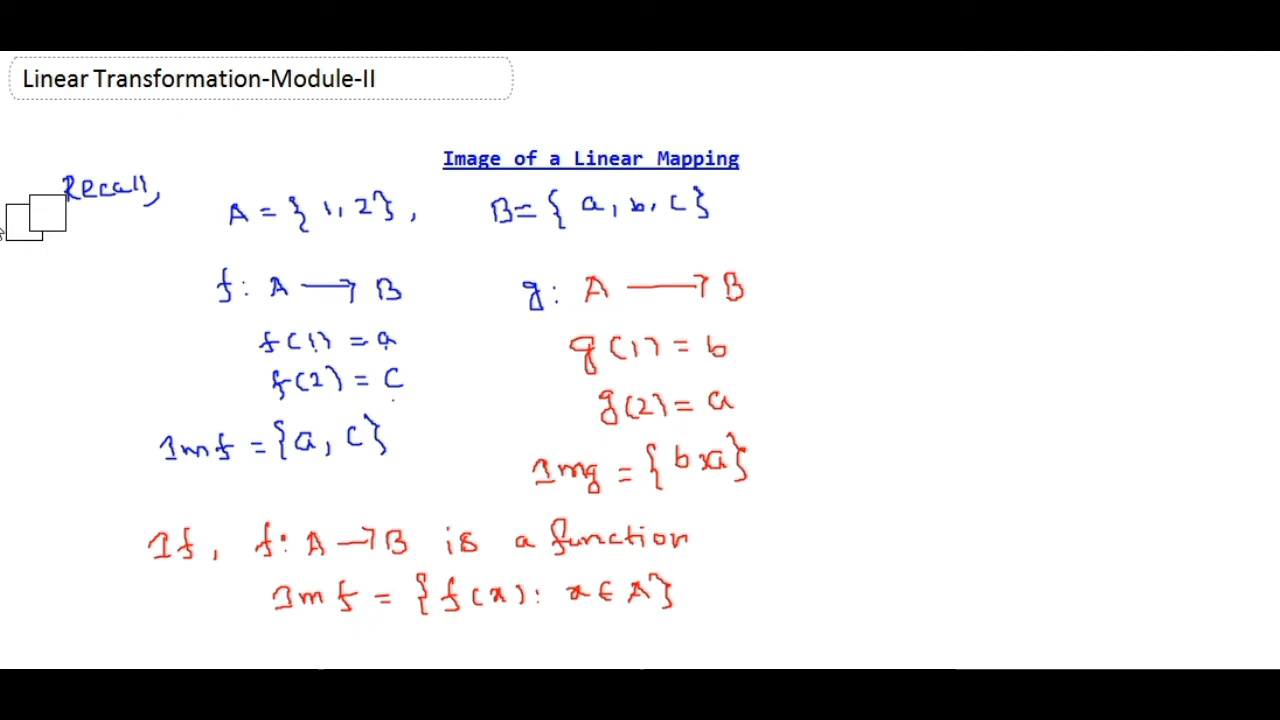 Linear Transformation-Module-II
Image of a Linear Mapping
Recall,
A = {1, 2}, B = {a, b, c}
f: A → B g: A → B
f(1) = a g(1) = b
f(2) = c g(2) = a
Imf = {a, c} Img = {b, a}
If, f: A → B is a function
Imf = {f(x): x ∈ A}